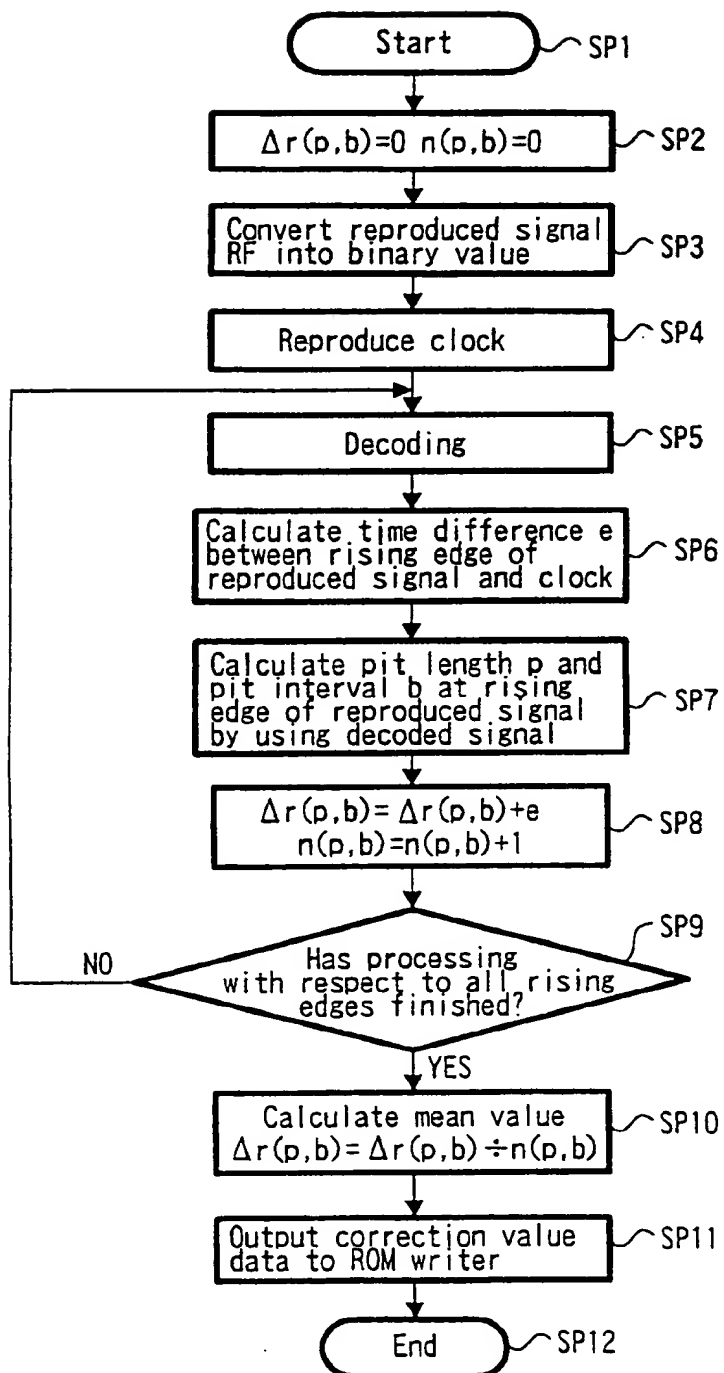 Start
SP1
Δr(p,b)=0 n(p,b)=0
SP2
Convert reproduced signal
RF into binary value
SP3
Reproduce clock
SP4
Decoding
SP5
Calculate time difference e
between rising edge of
reproduced signal and clock
SP6
Calculate pit length p and
pit interval b at rising
edge of reproduced signal
by using decoded signal
SP7
Δr(p,b)=Δr(p,b)+e
n(p,b)=n(p,b)+1
SP8
SP9
Has processing
with respect to all rising
edges finished?
NO
YES
Calculate mean value
Δr(p,b)=Δr(p,b)÷n(p,b)
SP10
Output correction value
data to ROM writer
SP11
End
SP12